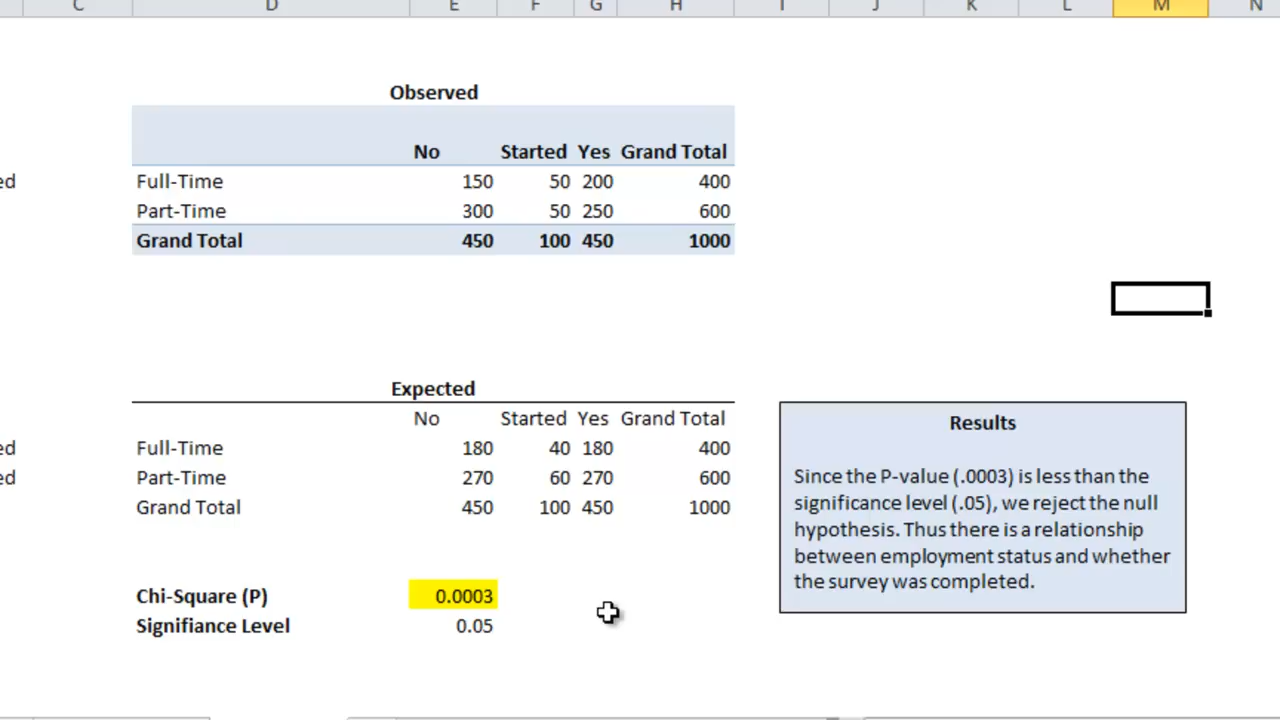 C D E F G H I J K L M N
Observed
No Started Yes Grand Total
ed Full-Time 150 50 200 400
Part-Time 300 50 250 600
Grand Total 450 100 450 1000
Expected
No Started Yes Grand Total
ed Full-Time 180 40 180 400
ed Part-Time 270 60 270 600
Grand Total 450 100 450 1000
Results
Since the P-value (.0003) is less than the
significance level (.05), we reject the null
hypothesis. Thus there is a relationship
between employment status and whether
the survey was completed.
Chi-Square (P) 0.0003
Signifiance Level 0.05